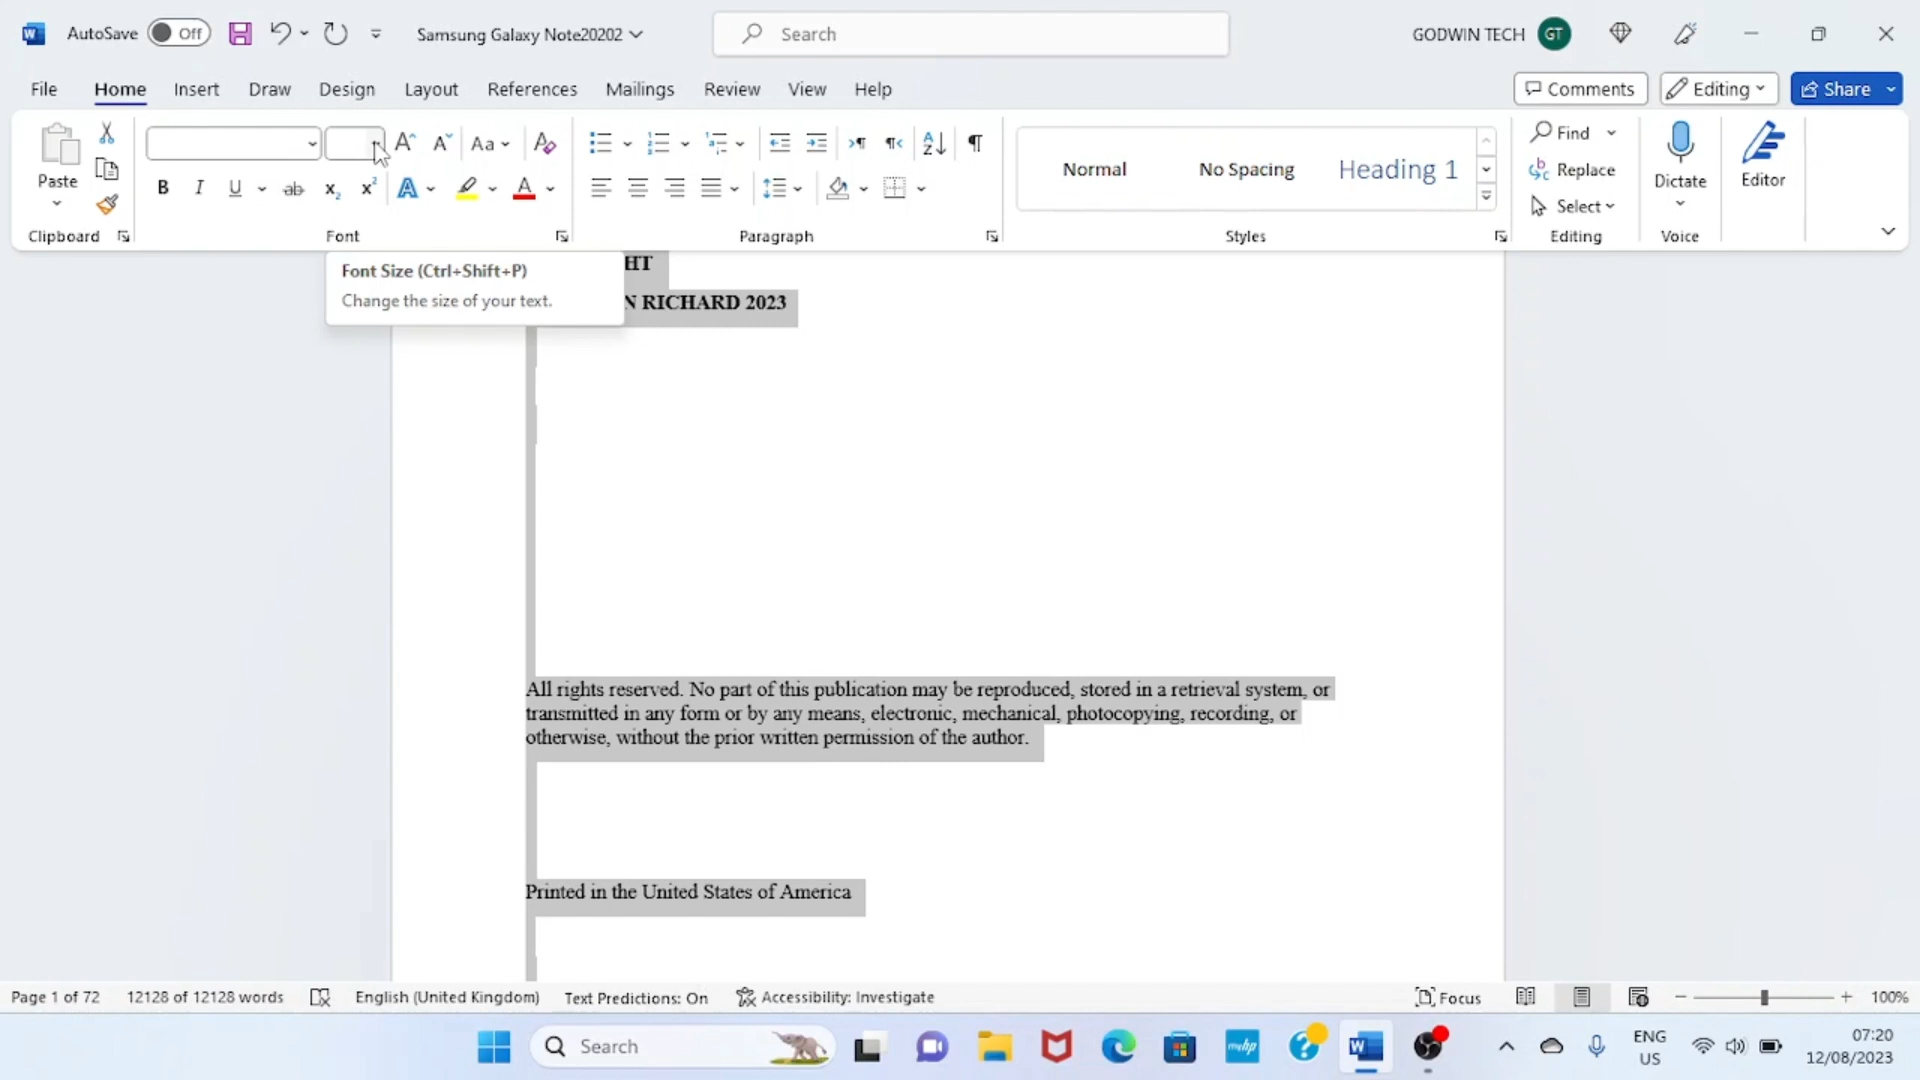 AutoSave Off Samsung Galaxy Note20202 Search GODWIN TECH GT
File Home Insert Draw Design Layout References Mailings Review View Help Comments Editing Share
Paste
Clipboard
Aa
B I U ab x₂ x² A A
Font
Paragraph
Normal No Spacing Heading 1
Styles
Find
Replace
Select
Editing
Dictate
Voice
Editor
Font Size (Ctrl+Shift+P)
Change the size of your text.
HT
N RICHARD 2023
All rights reserved. No part of this publication may be reproduced, stored in a retrieval system, or
transmitted in any form or by any means, electronic, mechanical, photocopying, recording, or
otherwise, without the prior written permission of the author.
Printed in the United States of America
Page 1 of 72 12128 of 12128 words English (United Kingdom) Text Predictions: On Accessibility: Investigate Focus 100%
Search
myhp
ENG
US
07:20
12/08/2023